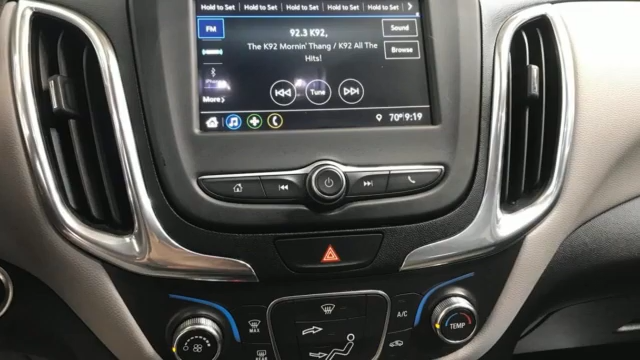 Hold to Set Hold to Set Hold to Set Hold to Set Hold to Set
FM
92.3 K92,
Sound
The K92 Mornin' Thang / K92 All The
Hits!
Browse
More
Tune
70° 9:19
MAX
REAR
A/C
TEMP